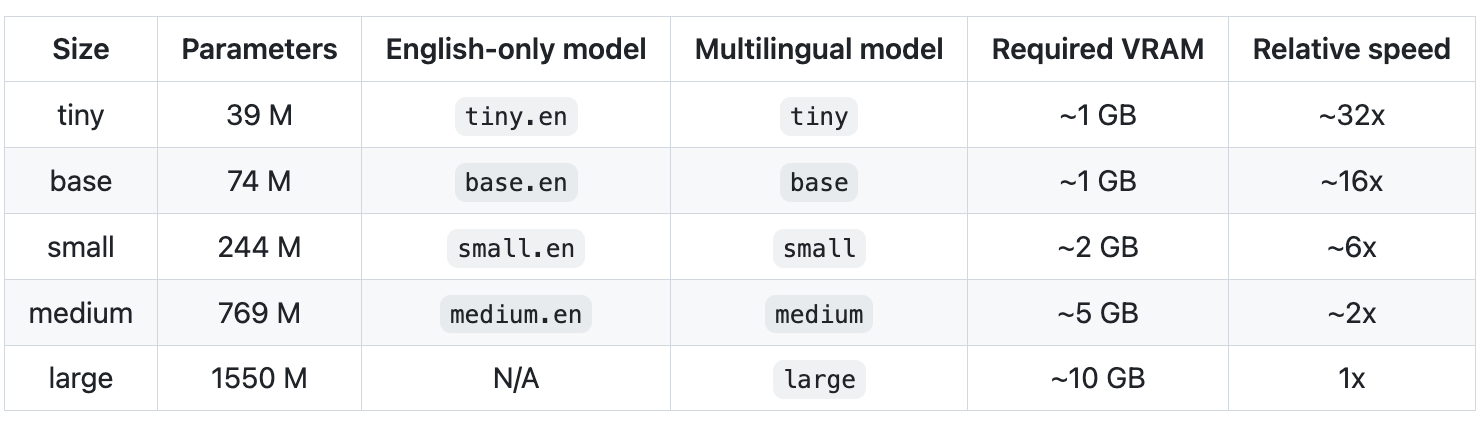 Size Parameters English-only model Multilingual model Required VRAM Relative speed
tiny 39 M tiny.en tiny ~1 GB ~32x
base 74 M base.en base ~1 GB ~16x
small 244 M small.en small ~2 GB ~6x
medium 769 M medium.en medium ~5 GB ~2x
large 1550 M N/A large ~10 GB 1x